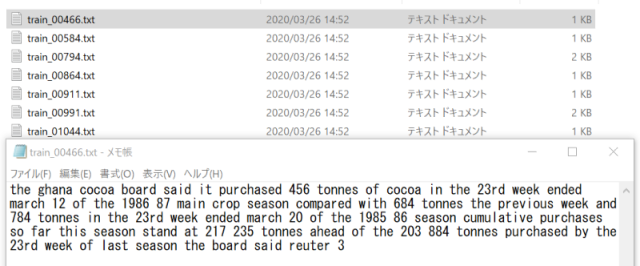 train_00466.txt 2020/03/26 14:52 テキスト ドキュメント 1 KB
train_00584.txt 2020/03/26 14:52 テキスト ドキュメント 1 KB
train_00794.txt 2020/03/26 14:52 テキスト ドキュメント 2 KB
train_00864.txt 2020/03/26 14:52 テキスト ドキュメント 1 KB
train_00911.txt 2020/03/26 14:52 テキスト ドキュメント 1 KB
train_00991.txt 2020/03/26 14:52 テキスト ドキュメント 2 KB
train_01044.txt 2020/03/26 14:52 テキスト ドキュメント 1 KB
train_00466.txt - メモ帳
ファイル(F) 編集(E) 書式(O) 表示(V) ヘルプ(H)
the ghana cocoa board said it purchased 456 tonnes of cocoa in the 23rd week ended
march 12 of the 1986 87 main crop season compared with 684 tonnes the previous week and
784 tonnes in the 23rd week ended march 20 of the 1985 86 season cumulative purchases
so far this season stand at 217 235 tonnes ahead of the 203 884 tonnes purchased by the
23rd week of last season the board said reuter 3